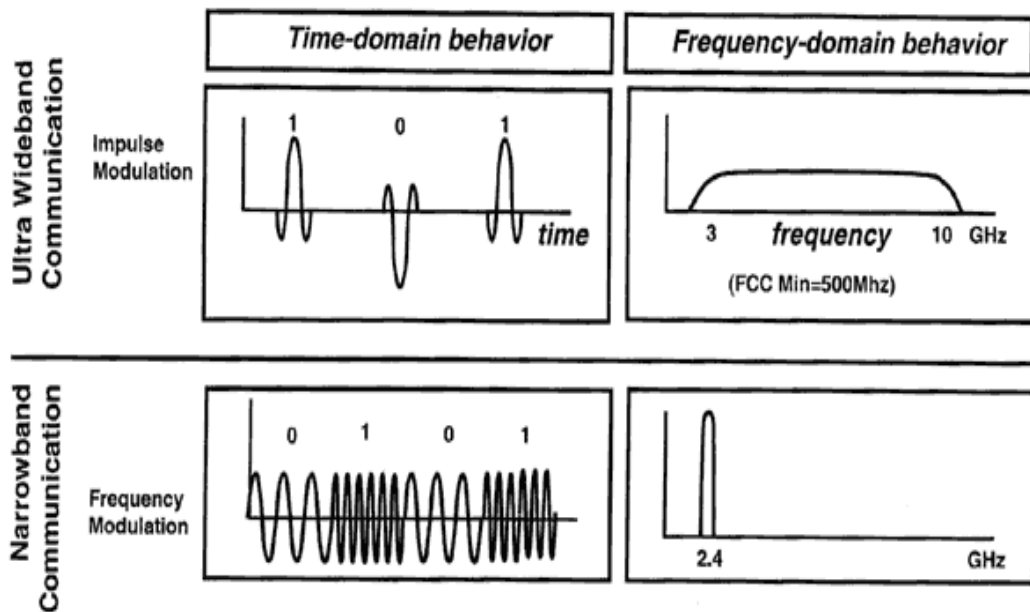 Time-domain behavior
Frequency-domain behavior
Ultra Wideband
Communication
Impulse
Modulation
1 0 1
time
3 frequency 10 GHz
(FCC Min=500Mhz)
Narrowband
Communication
Frequency
Modulation
0 1 0 1
2.4 GHz